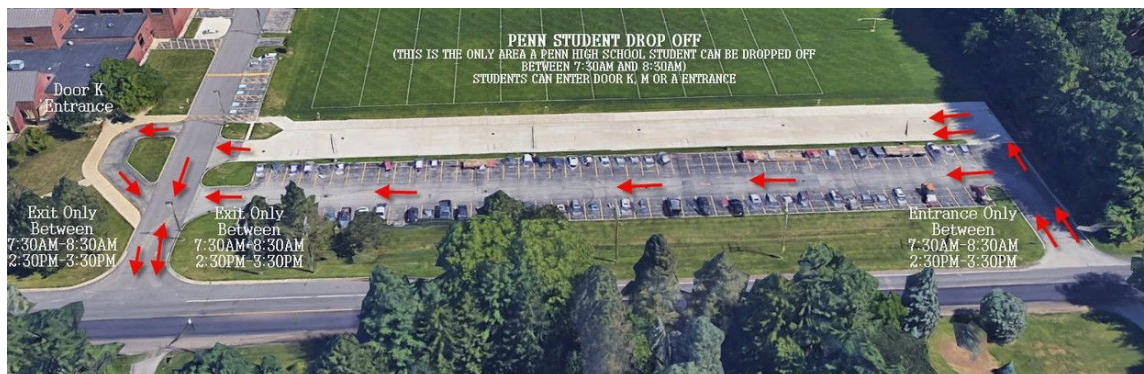 PENN STUDENT DROP OFF
(THIS IS THE ONLY AREA A PENN HIGH SCHOOL STUDENT CAN BE DROPPED OFF
BETWEEN 7:30AM AND 8:30AM)
STUDENTS CAN ENTER DOOR K, M OR A ENTRANCE
Door K
Entrance
Exit Only
Between
7:30AM-8:30AM
2:30PM-3:30PM
Exit Only
Between
7:30AM-8:30AM
2:30PM-3:30PM
Entrance Only
Between
7:30AM-8:30AM
2:30PM-3:30PM